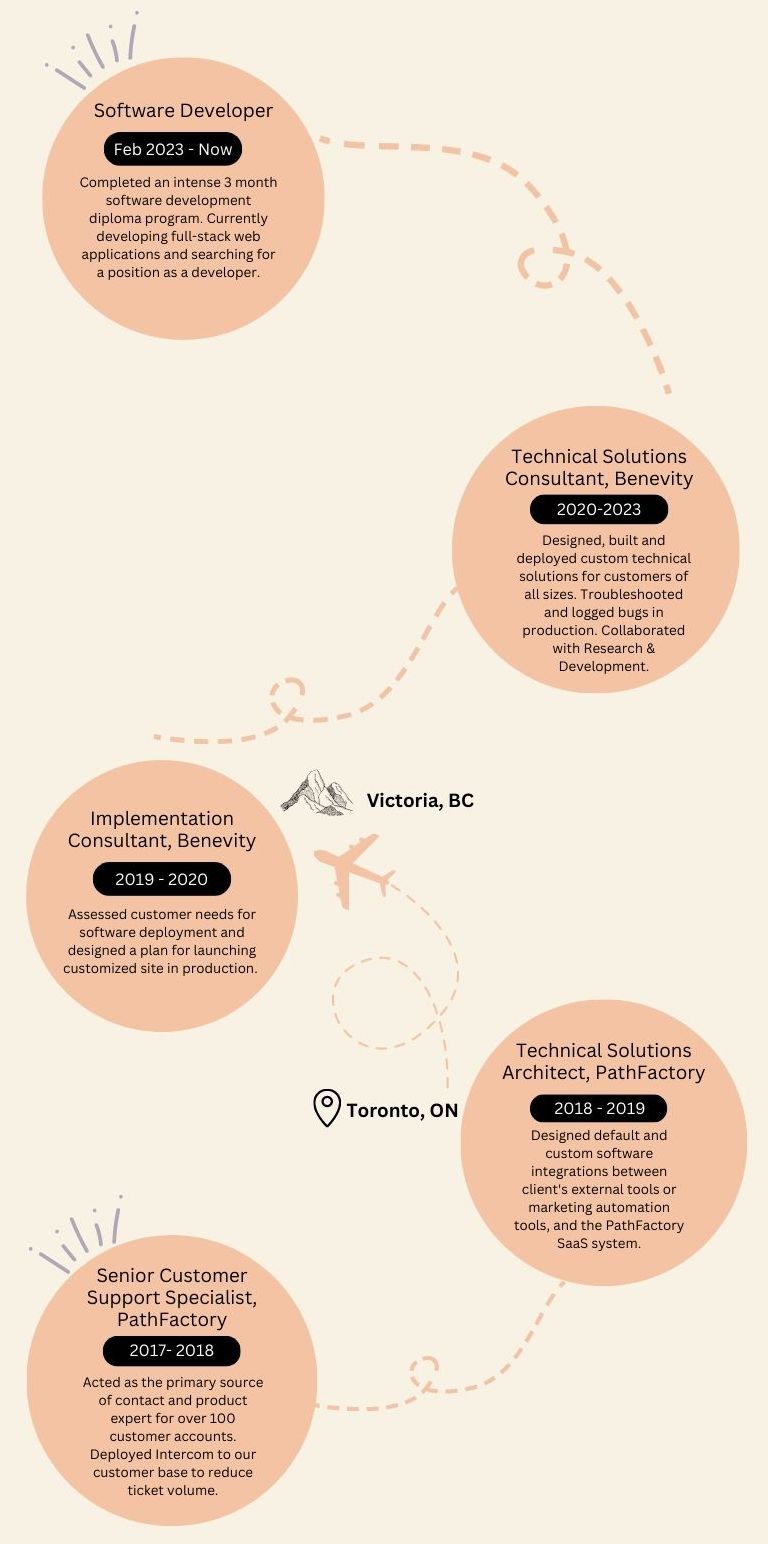 Software Developer
Feb 2023 - Now
Completed an intense 3 month
software development
diploma program. Currently
developing full-stack web
applications and searching for
a position as a developer.
Technical Solutions
Consultant, Benevity
2020-2023
Designed, built and
deployed custom technical
solutions for customers of
all sizes. Troubleshooted
and logged bugs in
production. Collaborated
with Research &
Development.
Victoria, BC
Implementation
Consultant, Benevity
2019 - 2020
Assessed customer needs for
software deployment and
designed a plan for launching
customized site in production.
Technical Solutions
Architect, PathFactory
2018 - 2019
Designed default and
custom software
integrations between
client's external tools or
marketing automation
tools, and the PathFactory
SaaS system.
Toronto, ON
Senior Customer
Support Specialist,
PathFactory
2017- 2018
Acted as the primary source
of contact and product
expert for over 100
customer accounts.
Deployed Intercom to our
customer base to reduce
ticket volume.